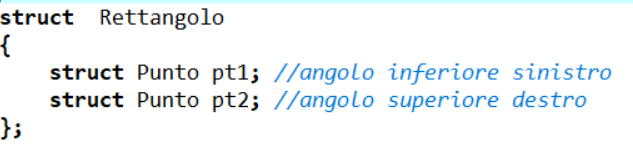 struct  Rettangolo
{
    struct Punto pt1; //angolo inferiore sinistro
    struct Punto pt2; //angolo superiore destro
};